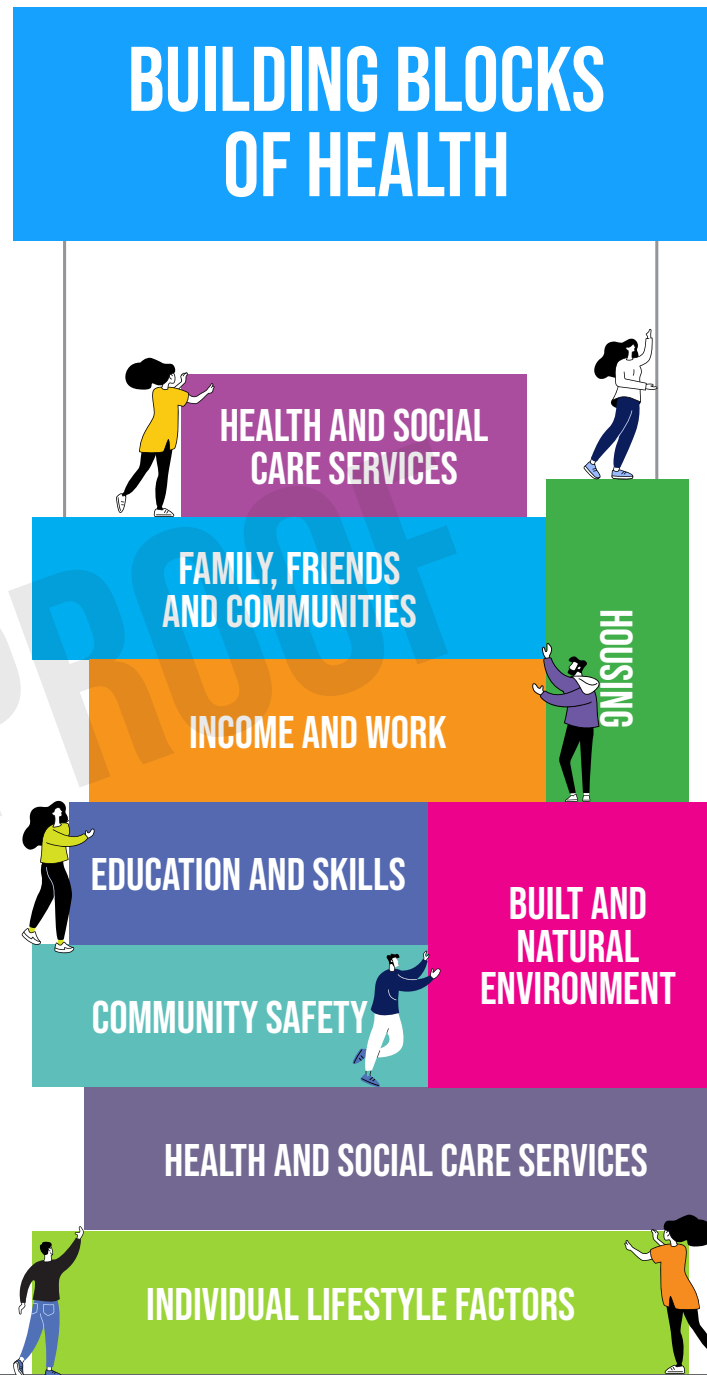 BUILDING BLOCKS
OF HEALTH
HEALTH AND SOCIAL
CARE SERVICES
FAMILY, FRIENDS
AND COMMUNITIES
HOUSING
INCOME AND WORK
EDUCATION AND SKILLS
BUILT AND
NATURAL
ENVIRONMENT
COMMUNITY SAFETY
HEALTH AND SOCIAL CARE SERVICES
INDIVIDUAL LIFESTYLE FACTORS
PROOF